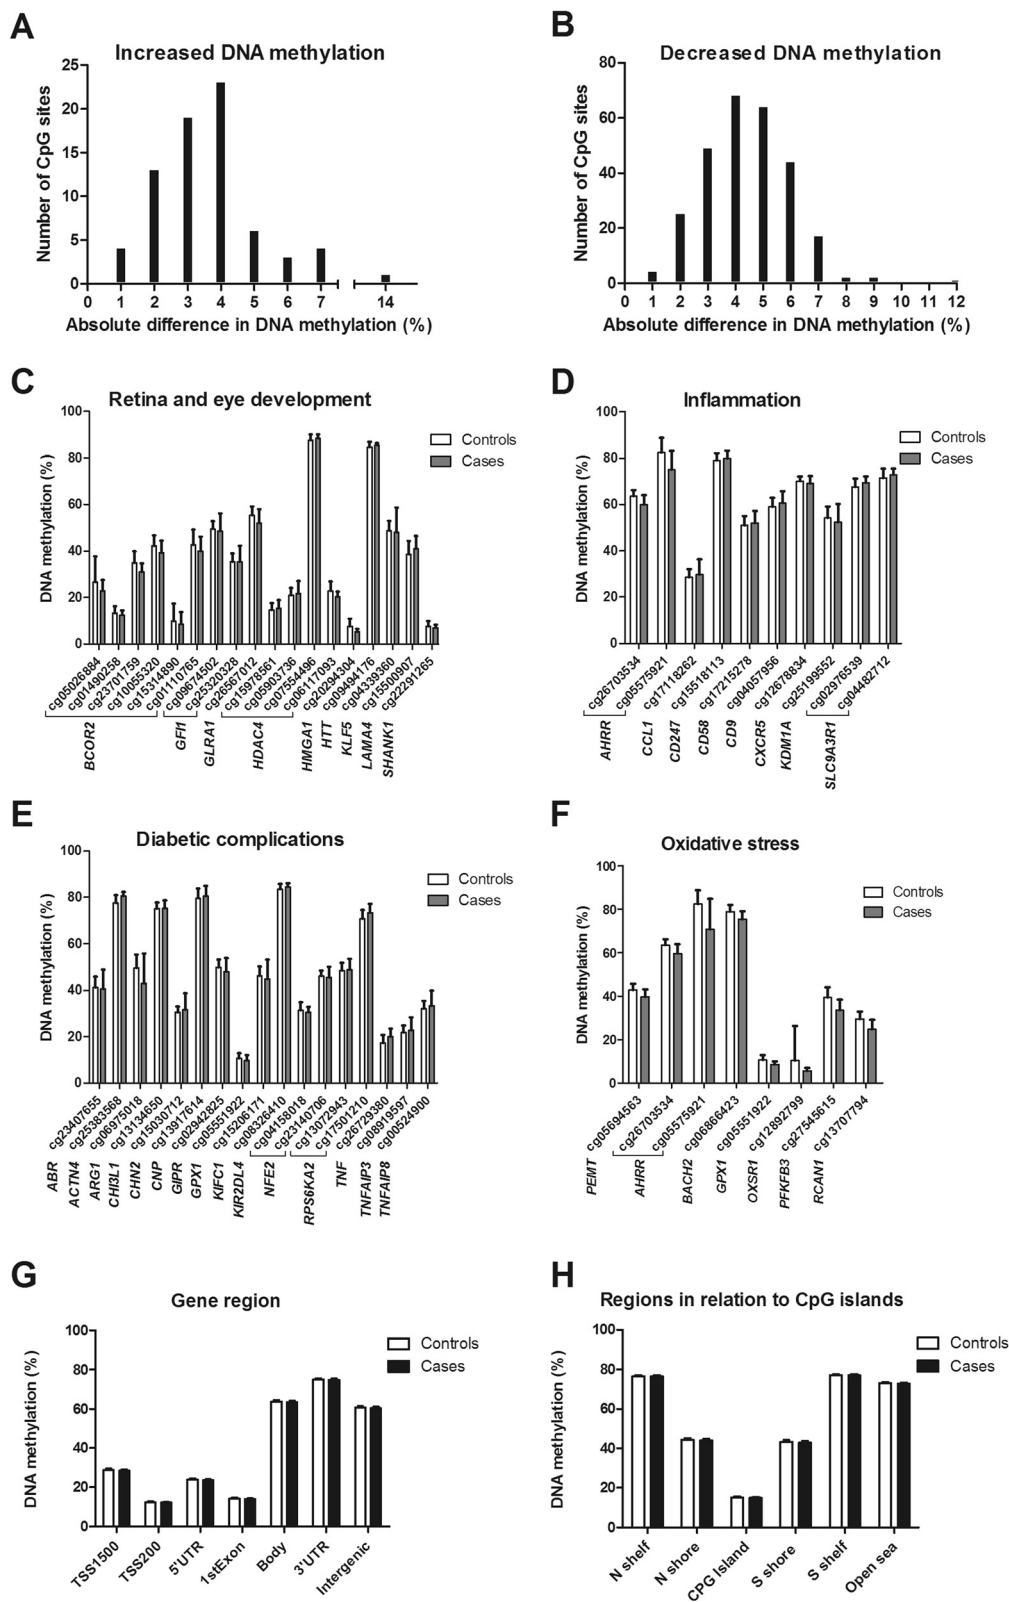 A
Increased DNA methylation
Number of CpG sites
25
20
15
10
5
0
0 1 2 3 4 5 6 7 14
Absolute difference in DNA methylation (%)
B
Decreased DNA methylation
Number of CpG sites
80
60
40
20
0
0 1 2 3 4 5 6 7 8 9 10 11 12
Absolute difference in DNA methylation (%)
C
Retina and eye development
DNA methylation (%)
100
80
60
40
20
0
Controls
Cases
cg05026884
cg01490258
cg23701759
cg10055320
cg15314890
cg01110765
cg09674502
cg25320328
cg26567012
cg15978561
cg05903736
cg07554496
cg06117093
cg20294304
cg09494176
cg04339360
cg15500907
cg22291265
BCOR2
GFI1
GLRA1
HDAC4
HMGA1
HTT
KLF5
LAMA4
SHANK1
D
Inflammation
DNA methylation (%)
100
80
60
40
20
0
Controls
Cases
cg26703534
cg05575921
cg17118262
cg15518113
cg17215278
cg04057956
cg12678834
cg25199552
cg02976539
cg04482712
AHRR
CCL1
CD247
CD58
CD9
CXCR5
KDM1A
SLC9A3R1
E
Diabetic complications
DNA methylation (%)
100
80
60
40
20
0
Controls
Cases
cg23407655
cg25383568
cg06975018
cg13134650
cg15030712
cg13917614
cg02942825
cg05551922
cg15206171
cg08326410
cg04158018
cg23140706
cg13072943
cg17501210
cg26729380
cg08919597
cg00524900
ABR
ACTN4
ARG1
CHI3L1
CHN2
CNP
GIPR
GPX1
KIFC1
KIR2DL4
NFE2
RPS6KA2
TNF
TNFAIP3
TNFAIP8
F
Oxidative stress
DNA methylation (%)
100
80
60
40
20
0
Controls
Cases
cg05694563
cg26703534
cg05575921
cg06866423
cg05551922
cg12892799
cg27545615
cg13707794
PEMT
AHRR
BACH2
GPX1
OXSR1
PFKFB3
RCAN1
G
Gene region
DNA methylation (%)
100
80
60
40
20
0
Controls
Cases
TSS1500
TSS200
5'UTR
1stExon
Body
3'UTR
Intergenic
H
Regions in relation to CpG islands
DNA methylation (%)
100
80
60
40
20
0
Controls
Cases
N shelf
N shore
CPG Island
S shore
S shelf
Open sea